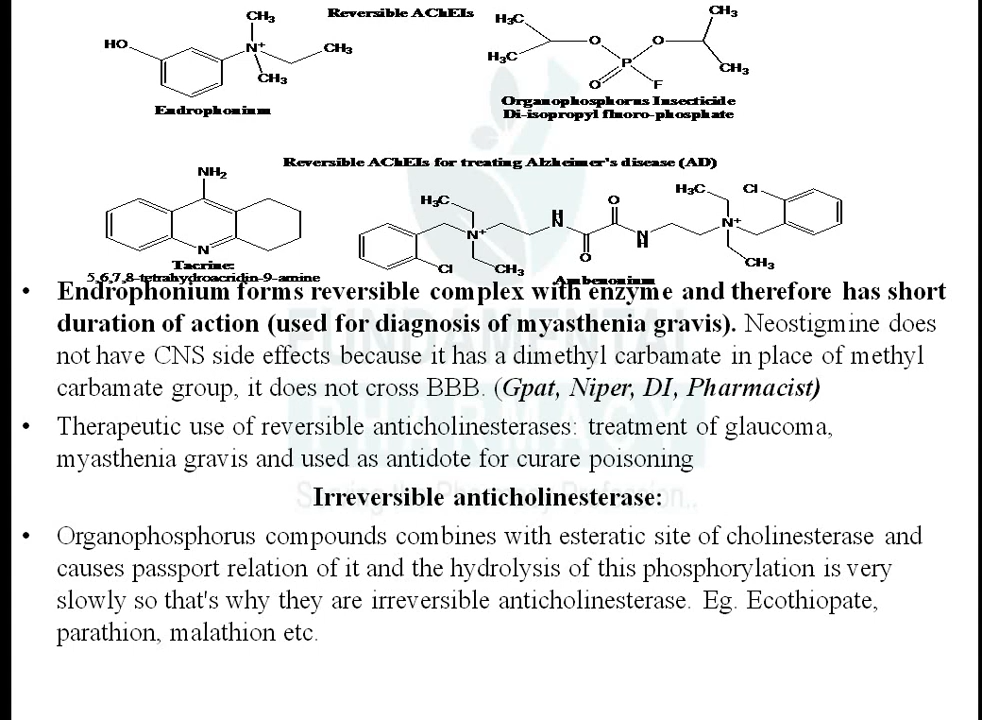 Reversible AChEIs
CH3
HO
N+
CH3
CH3
Endrophonium
H3C
H3C
O
O
P
O
F
CH3
CH3
Organophosphorus Insecticide
Di-isopropyl fluoro-phosphate
Reversible AChEIs for treating Alzheimer's disease (AD)
NH2
N
Tacrine:
5,6,7,8-tetrahydroacridin-9-amine
H3C
N+
Cl
CH3
H
N
O
O
N
H
H3C
Cl
N+
CH3
Ambenonium
• Endrophonium forms reversible complex with enzyme and therefore has short
duration of action (used for diagnosis of myasthenia gravis). Neostigmine does
not have CNS side effects because it has a dimethyl carbamate in place of methyl
carbamate group, it does not cross BBB. (Gpat, Niper, DI, Pharmacist)
• Therapeutic use of reversible anticholinesterases: treatment of glaucoma,
myasthenia gravis and used as antidote for curare poisoning
Irreversible anticholinesterase:
• Organophosphorus compounds combines with esteratic site of cholinesterase and
causes passport relation of it and the hydrolysis of this phosphorylation is very
slowly so that's why they are irreversible anticholinesterase. Eg. Ecothiopate,
parathion, malathion etc.
FUNDAMENTAL
PHARMACY